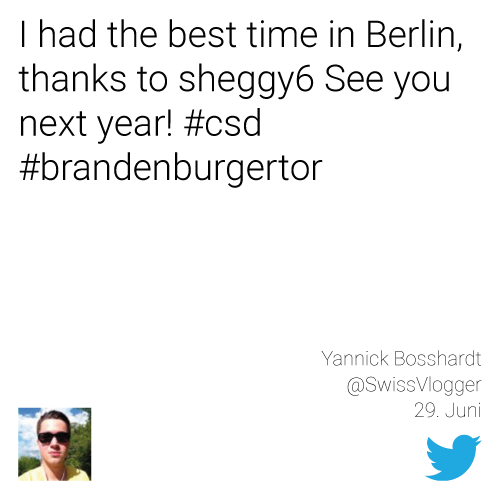 I had the best time in Berlin,
thanks to sheggy6 See you
next year! #csd
#brandenburgertor
Yannick Bosshardt
@SwissVlogger
29. Juni